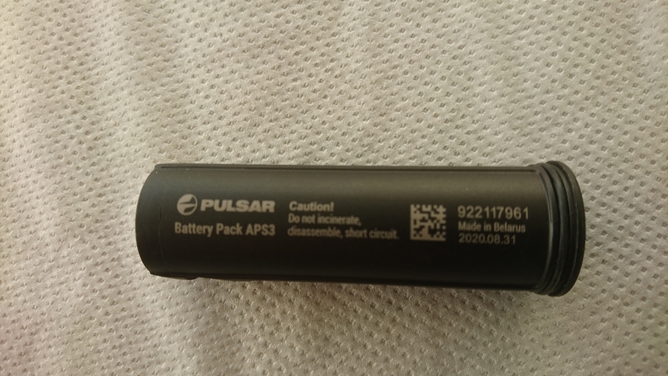 PULSAR
Battery Pack APS3
Caution!
Do not incinerate,
disassemble, short circuit.
922117961
Made in Belarus
2020.08.31